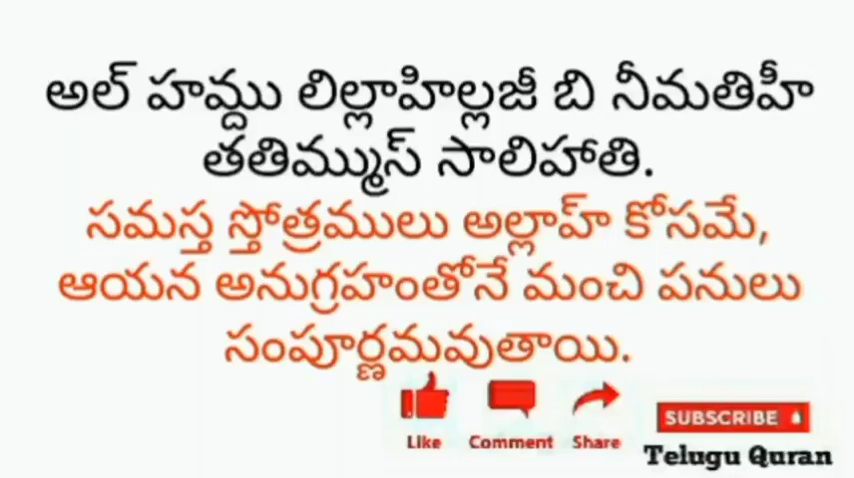 అల్ హమ్దు లిల్లాహిల్లజీ బి నీమతిహీ
తతిమ్ముస్ సాలిహాతి.
సమస్త స్తోత్రములు అల్లాహ్ కోసమే,
ఆయన అనుగ్రహంతోనే మంచి పనులు
సంపూర్ణమవుతాయి.
Like Comment Share
SUBSCRIBE
Telugu Quran